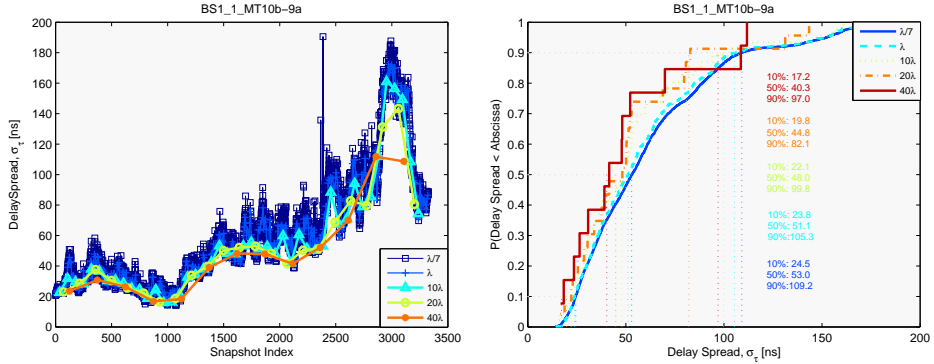 BS1_1_MT10b−9a
200
180
160
140
120
100
80
60
40
20
0
0 500 1000 1500 2000 2500 3000 3500
DelaySpread, στ [ns]
Snapshot Index
λ/7
λ
10λ
20λ
40λ
BS1_1_MT10b−9a
1
0.9
0.8
0.7
0.6
0.5
0.4
0.3
0.2
0.1
0
0 50 100 150 200
P(Delay Spread < Abscissa)
Delay Spread, στ [ns]
λ/7
λ
10λ
20λ
40λ
10%: 17.2
50%: 40.3
90%: 97.0
10%: 19.8
50%: 44.8
90%: 82.1
10%: 22.1
50%: 48.0
90%: 99.8
10%: 23.8
50%: 51.1
90%:105.3
10%: 24.5
50%: 53.0
90%:109.2